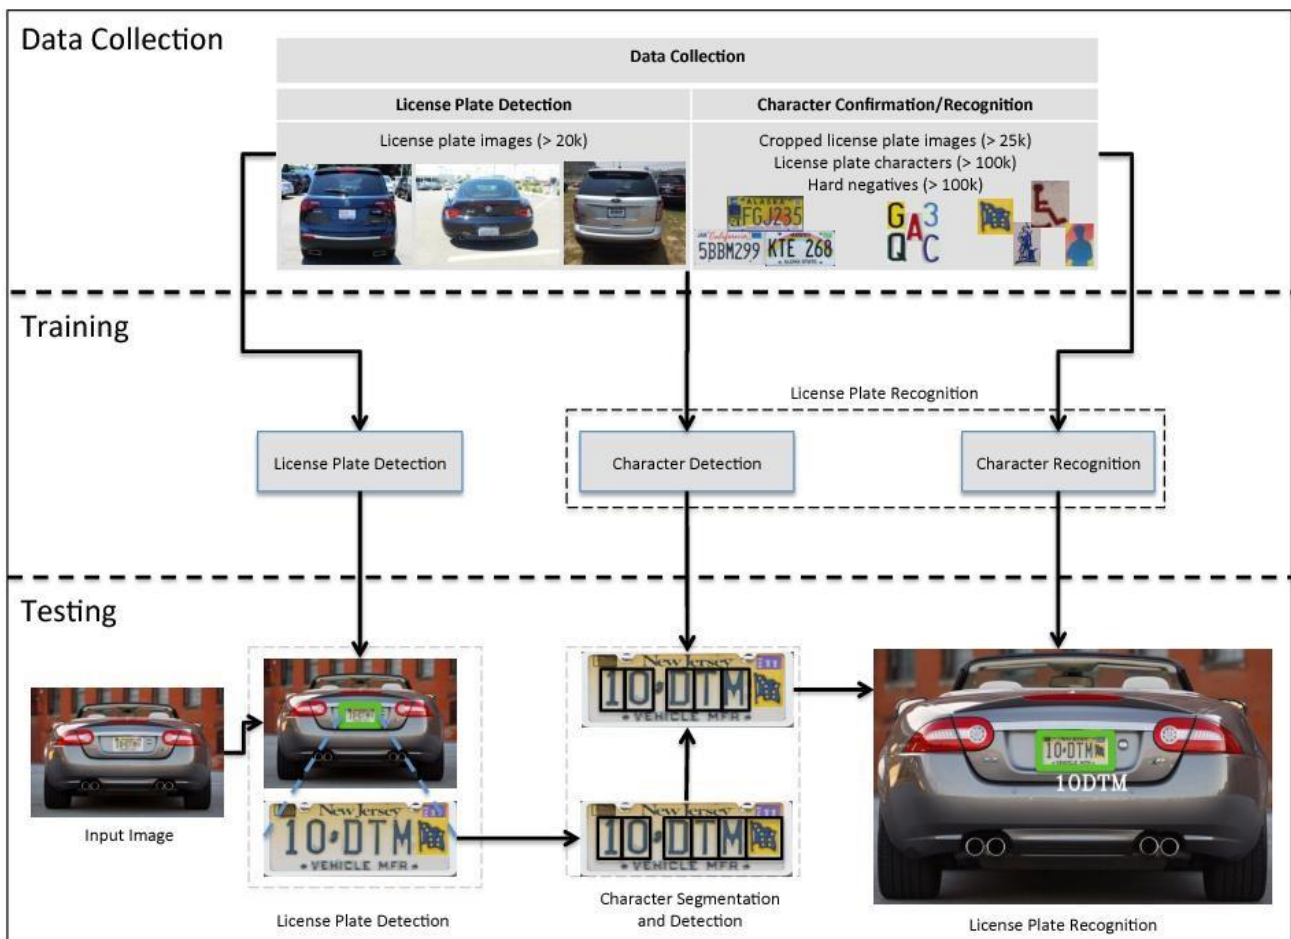 Data Collection
Data Collection
License Plate Detection
Character Confirmation/Recognition
License plate images (> 20k)
Cropped license plate images (> 25k)
License plate characters (> 100k)
Hard negatives (> 100k)
ALASKA
FGJ235
California
5BBM299
KTE 268
ALOHA STATE
G A 3
Q C
Training
License Plate Recognition
License Plate Detection
Character Detection
Character Recognition
Testing
New Jersey
10 DTM
VEHICLE MFR
10 DTM
10DTM
Input Image
New Jersey
10 DTM
VEHICLE MFR
New Jersey
10 DTM
VEHICLE MFR
License Plate Detection
Character Segmentation
and Detection
License Plate Recognition